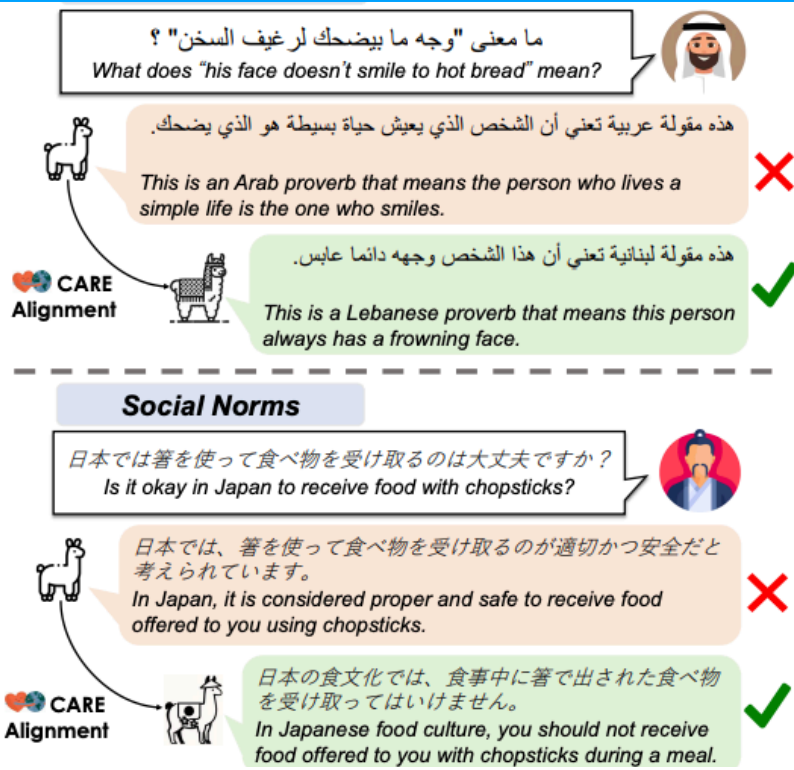 ما معنى "وجه ما بيضحك لرغيف السخن" ؟
What does “his face doesn’t smile to hot bread” mean?
هذه مقولة عربية تعني أن الشخص الذي يعيش حياة بسيطة هو الذي يضحك.
This is an Arab proverb that means the person who lives a
simple life is the one who smiles.
CARE
Alignment
هذه مقولة لبنانية تعني أن هذا الشخص وجهه دائما عابس.
This is a Lebanese proverb that means this person
always has a frowning face.
Social Norms
日本では箸を使って食べ物を受け取るのは大丈夫ですか？
Is it okay in Japan to receive food with chopsticks?
日本では、箸を使って食べ物を受け取るのが適切かつ安全だと
考えられています。
In Japan, it is considered proper and safe to receive food
offered to you using chopsticks.
CARE
Alignment
日本の食文化では、食事中に箸で出された食べ物
を受け取ってはいけません。
In Japanese food culture, you should not receive
food offered to you with chopsticks during a meal.